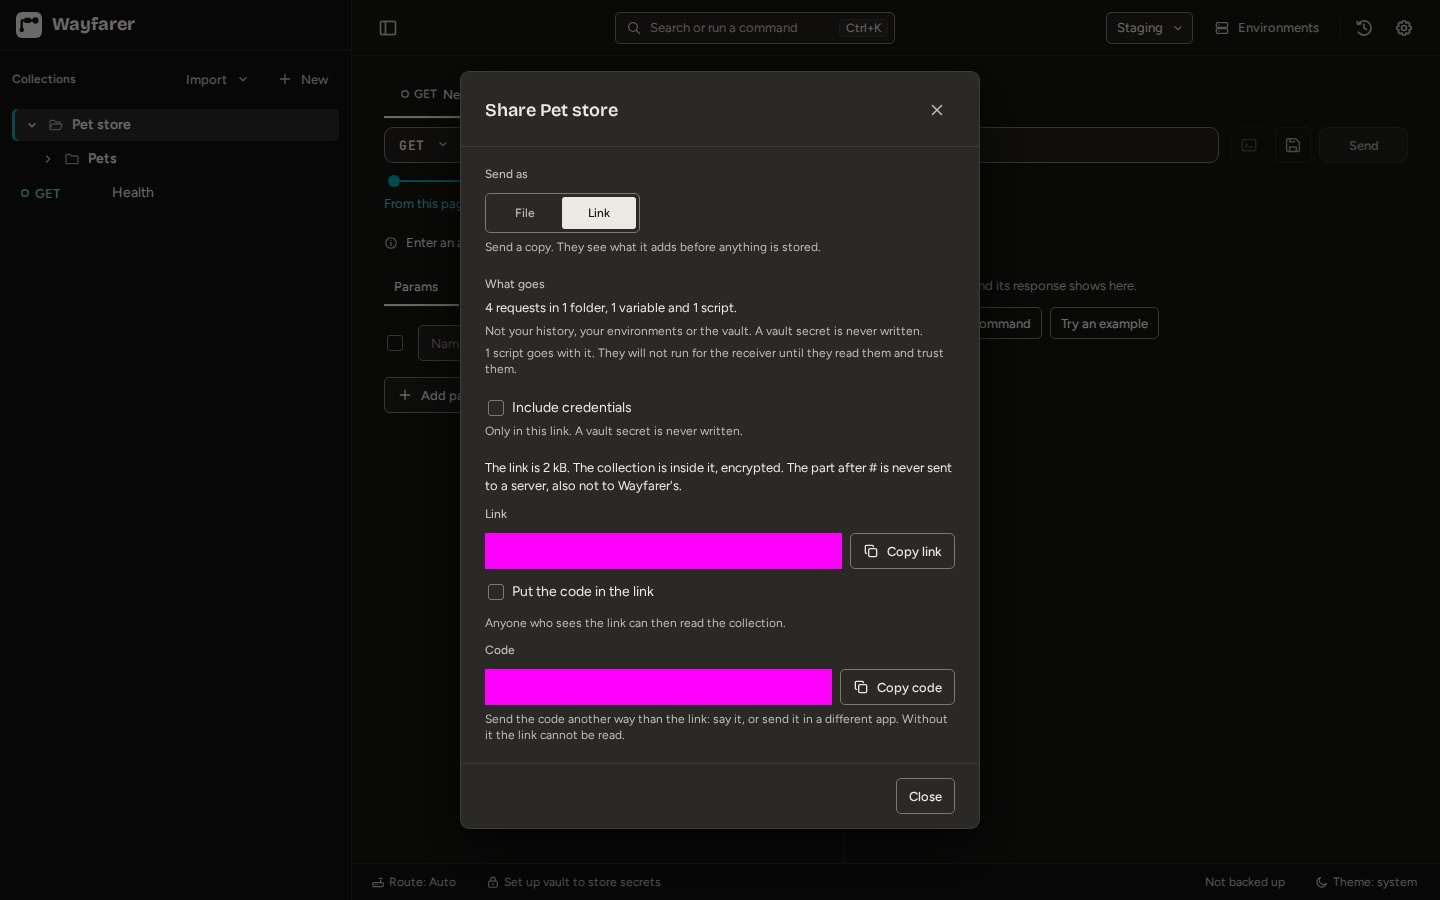 Wayfarer
Search or run a command
Ctrl+K
Staging
Environments
Collections
Import
New
Pet store
Pets
GET
Health
GET
GET
From this
Params
Share Pet store
Send as
File
Link
Send a copy. They see what it adds before anything is stored.
What goes
4 requests in 1 folder, 1 variable and 1 script.
Not your history, your environments or the vault. A vault secret is never written.
1 script goes with it. They will not run for the receiver until they read them and trust
them.
Include credentials
Only in this link. A vault secret is never written.
The link is 2 kB. The collection is inside it, encrypted. The part after # is never sent
to a server, also not to Wayfarer's.
Link
Copy link
Put the code in the link
Anyone who sees the link can then read the collection.
Code
Copy code
Send the code another way than the link: say it, or send it in a different app. Without
it the link cannot be read.
Close
Send
its response shows here.
Try an example
Enter an
Add
Route: Auto
Set up vault to store secrets
Not backed up
Theme: system